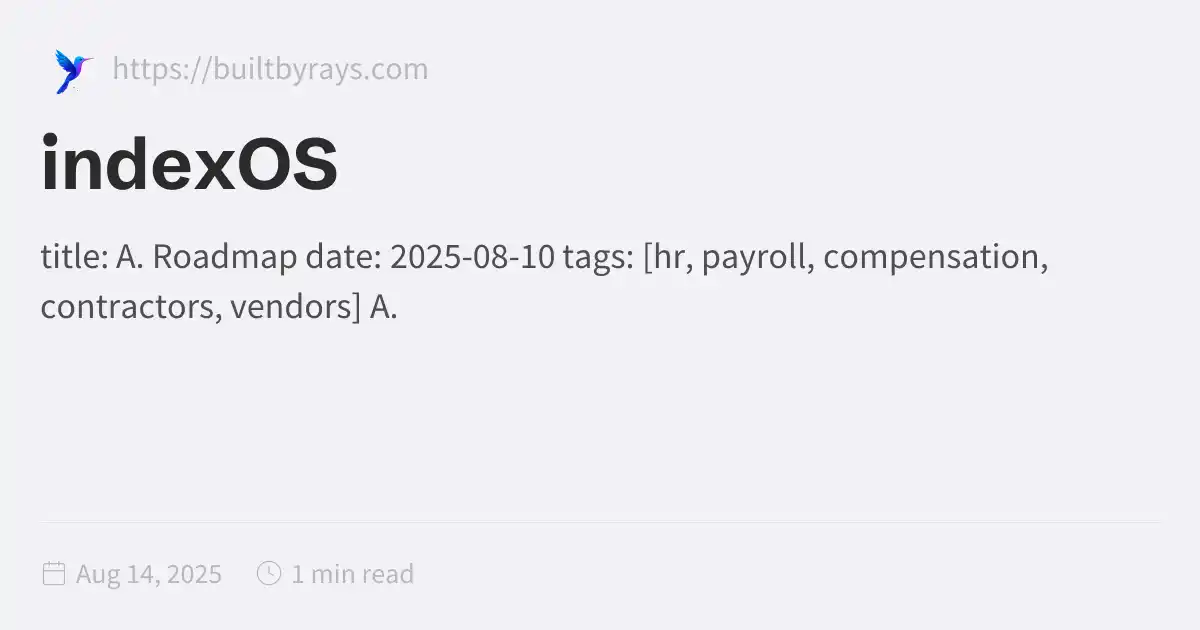 https://builtbyrays.com
indexOS
title: A. Roadmap date: 2025-08-10 tags: [hr, payroll, compensation,
contractors, vendors] A.
Aug 14, 2025 1 min read